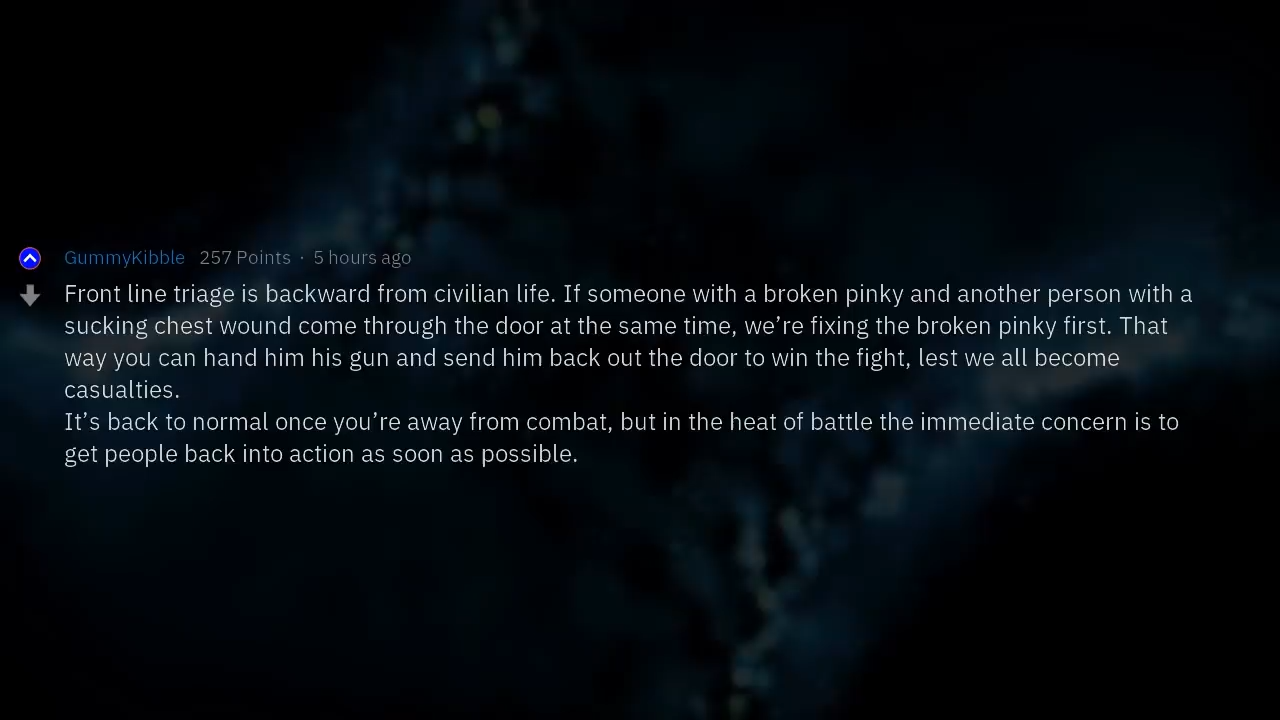 GummyKibble 257 Points · 5 hours ago
Front line triage is backward from civilian life. If someone with a broken pinky and another person with a
sucking chest wound come through the door at the same time, we’re fixing the broken pinky first. That
way you can hand him his gun and send him back out the door to win the fight, lest we all become
casualties.
It’s back to normal once you’re away from combat, but in the heat of battle the immediate concern is to
get people back into action as soon as possible.